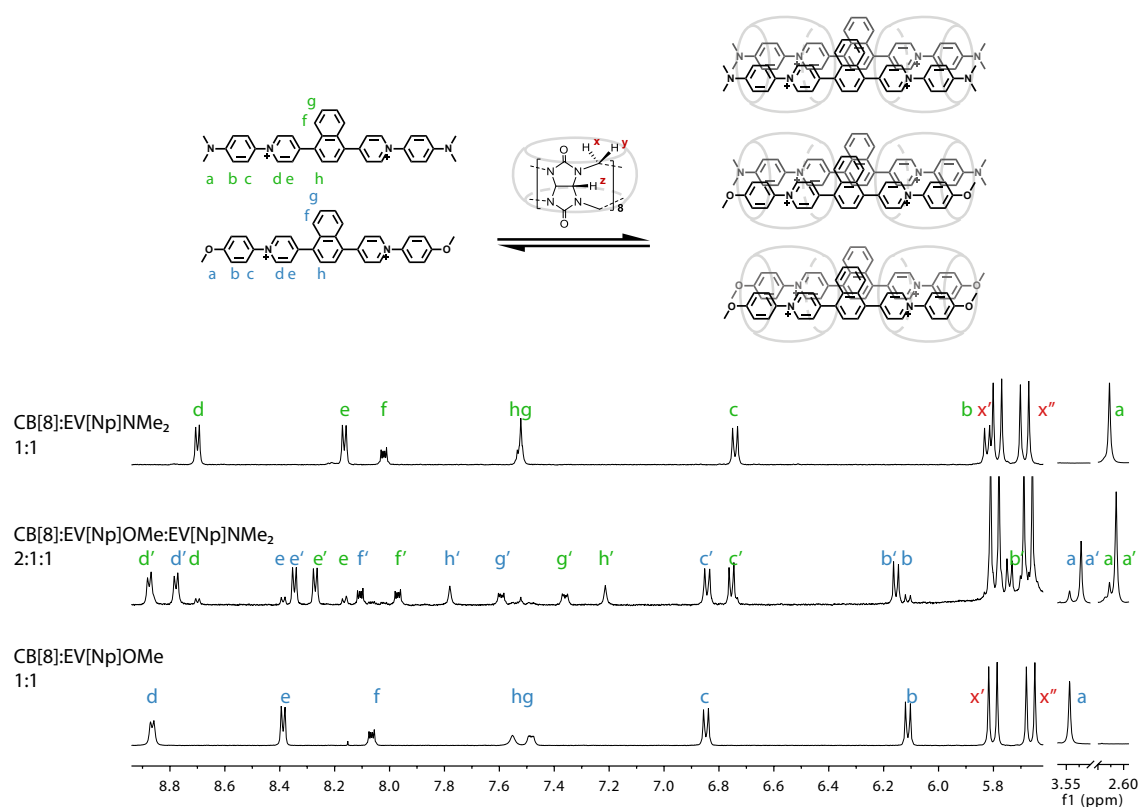 g
f
N
N
N
+
+
N
a b c d e h
g
f
O
N
N
+
+
O
a b c d e h
x y
H H
O
N N
H z
N N
8
O
N
N
N
N
N
N
+
N
N
+
N
N
N
N
O
N
+
N
+
O
O
N
N
O
O
N
+
N
+
O
CB[8]:EV[Np]NMe₂
1:1
d e f hg c b x' x" a
CB[8]:EV[Np]OMe:EV[Np]NMe₂
2:1:1
d' d' d e e' e' e f' f' h' g' g' h' c' c' b' b b' a a' a a'
CB[8]:EV[Np]OMe
1:1
d e f hg c b x' x" a
8.8 8.6 8.4 8.2 8.0 7.8 7.6 7.4 7.2 7.0 6.8 6.6 6.4 6.2 6.0 5.8 3.55 2.60
f1 (ppm)